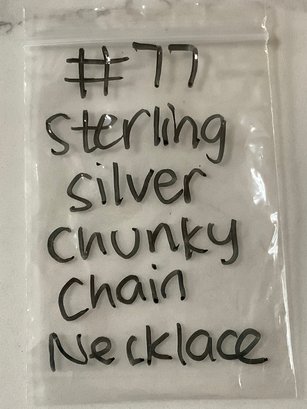 #77
Sterling
Silver
Chunky
Chain
Necklace